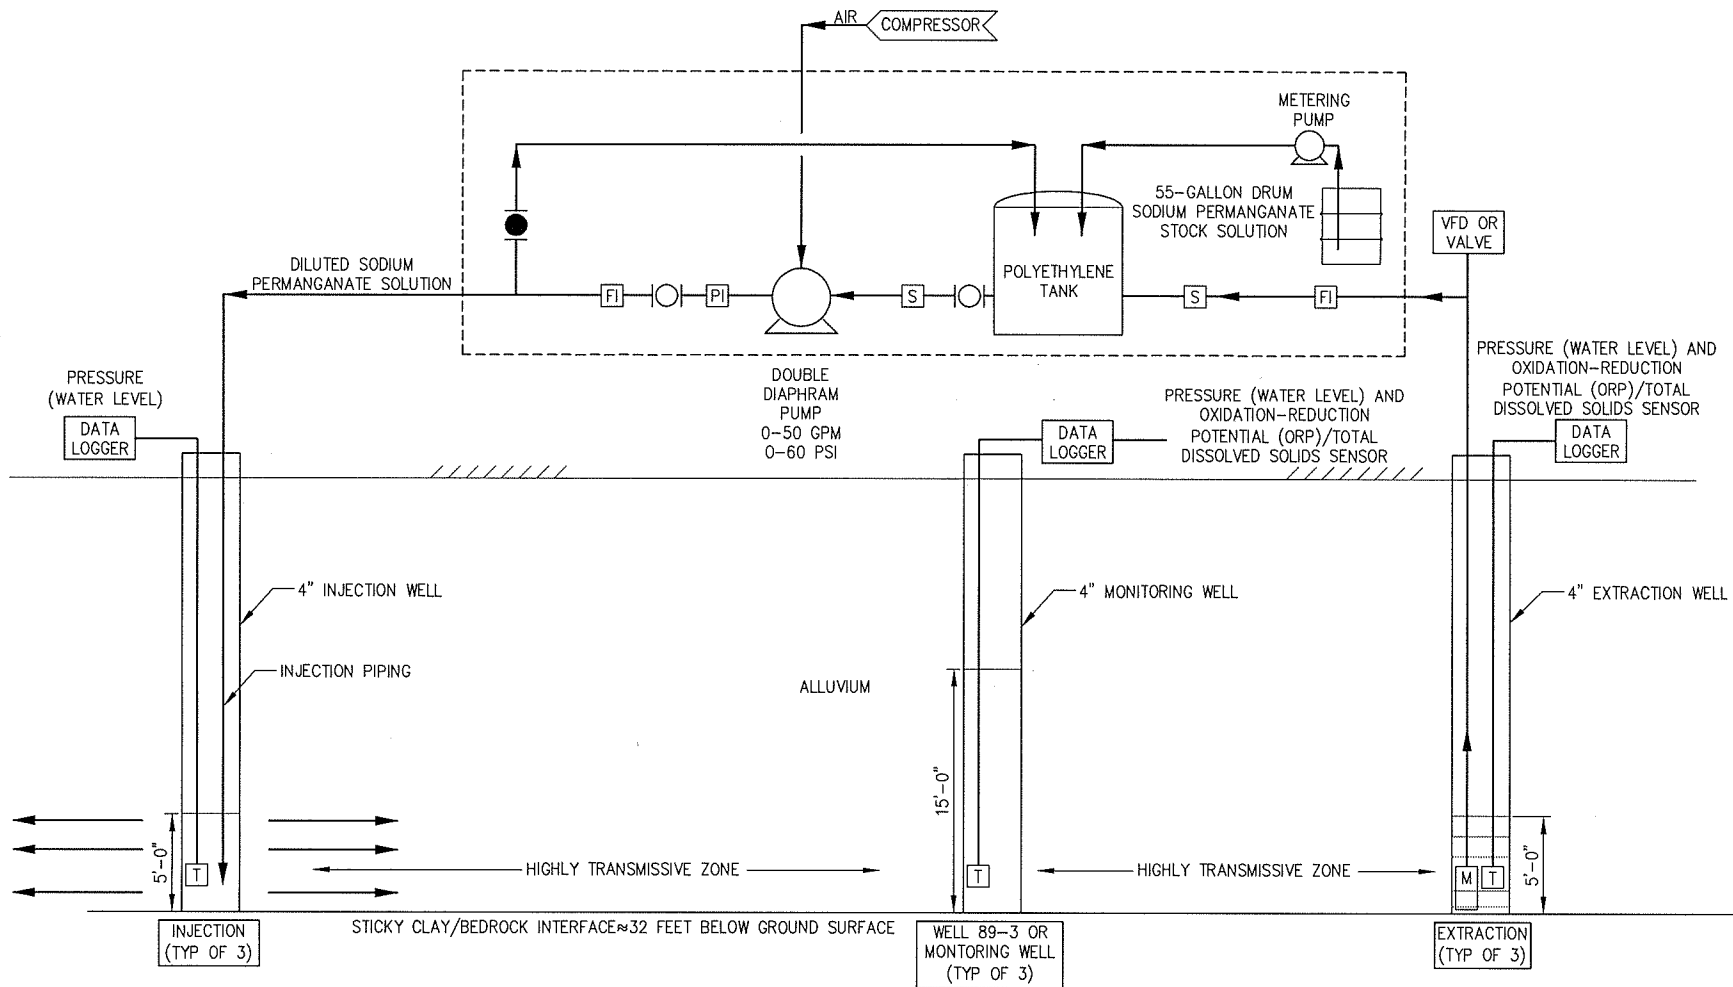 AIR
COMPRESSOR
METERING
PUMP
55-GALLON DRUM
SODIUM PERMANGANATE
STOCK SOLUTION
VFD OR
VALVE
POLYETHYLENE
TANK
DILUTED SODIUM
PERMANGANATE SOLUTION
FI
PI
S
S
FI
DOUBLE
DIAPHRAM
PUMP
0-50 GPM
0-60 PSI
PRESSURE
(WATER LEVEL)
DATA
LOGGER
PRESSURE (WATER LEVEL) AND
OXIDATION-REDUCTION
POTENTIAL (ORP)/TOTAL
DISSOLVED SOLIDS SENSOR
DATA
LOGGER
PRESSURE (WATER LEVEL) AND
OXIDATION-REDUCTION
POTENTIAL (ORP)/TOTAL
DISSOLVED SOLIDS SENSOR
DATA
LOGGER
4" INJECTION WELL
4" MONITORING WELL
4" EXTRACTION WELL
INJECTION PIPING
ALLUVIUM
15'-0"
5'-0"
5'-0"
T
HIGHLY TRANSMISSIVE ZONE
T
HIGHLY TRANSMISSIVE ZONE
M
T
STICKY CLAY/BEDROCK INTERFACE≈32 FEET BELOW GROUND SURFACE
INJECTION
(TYP OF 3)
WELL 89-3 OR
MONTORING WELL
(TYP OF 3)
EXTRACTION
(TYP OF 3)